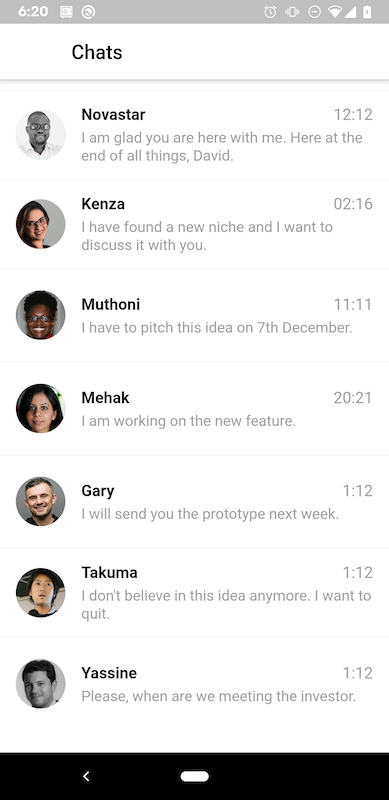 6:20
Chats
Novastar 12:12
I am glad you are here with me. Here at the
end of all things, David.
Kenza 02:16
I have found a new niche and I want to
discuss it with you.
Muthoni 11:11
I have to pitch this idea on 7th December.
Mehak 20:21
I am working on the new feature.
Gary 1:12
I will send you the prototype next week.
Takuma 1:12
I don't believe in this idea anymore. I want to
quit.
Yassine 1:12
Please, when are we meeting the investor.